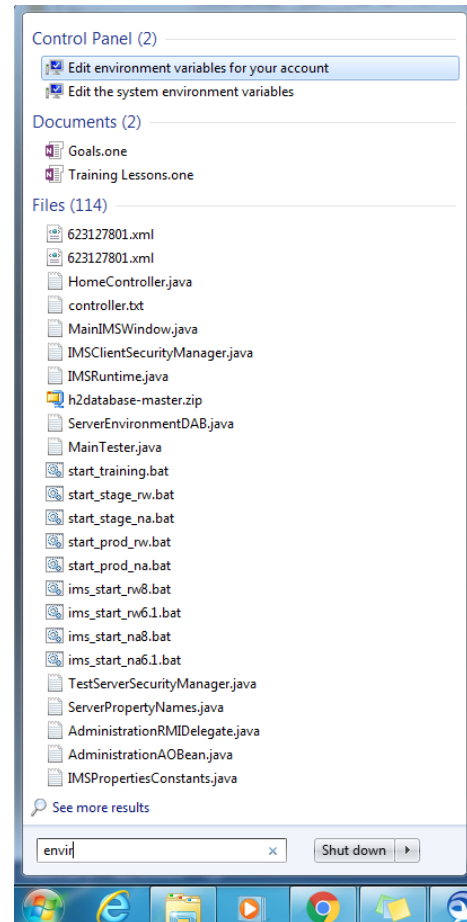 Control Panel (2)
Edit environment variables for your account
Edit the system environment variables
Documents (2)
Goals.one
Training Lessons.one
Files (114)
623127801.xml
623127801.xml
HomeController.java
controller.txt
MainIMSWindow.java
IMSClientSecurityManager.java
IMSRuntime.java
h2database-master.zip
ServerEnvironmentDAB.java
MainTester.java
start_training.bat
start_stage_rw.bat
start_stage_na.bat
start_prod_rw.bat
start_prod_na.bat
ims_start_rw8.bat
ims_start_rw6.1.bat
ims_start_na8.bat
ims_start_na6.1.bat
TestServerSecurityManager.java
ServerPropertyNames.java
AdministrationRMIDelegate.java
AdministrationAOBean.java
IMSPropertiesConstants.java
See more results
envir Shut down